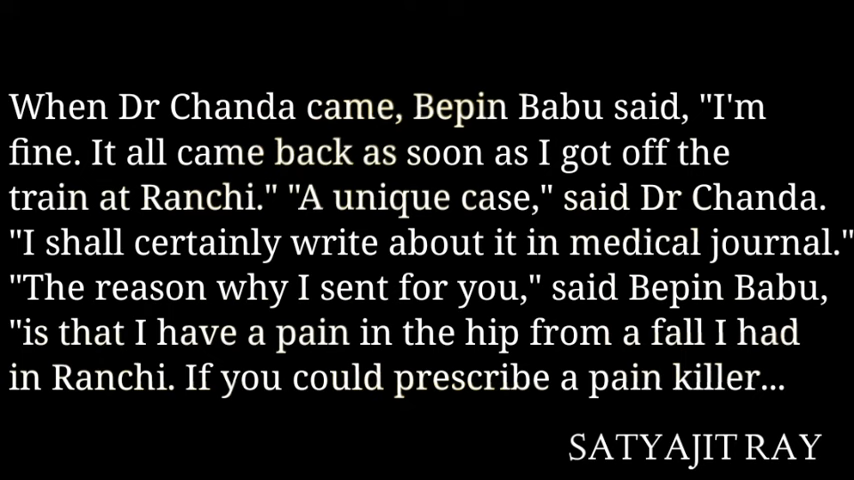 When Dr Chanda came, Bepin Babu said, "I'm
fine. It all came back as soon as I got off the
train at Ranchi." "A unique case," said Dr Chanda.
"I shall certainly write about it in medical journal."
"The reason why I sent for you," said Bepin Babu,
"is that I have a pain in the hip from a fall I had
in Ranchi. If you could prescribe a pain killer...
SATYAJIT RAY